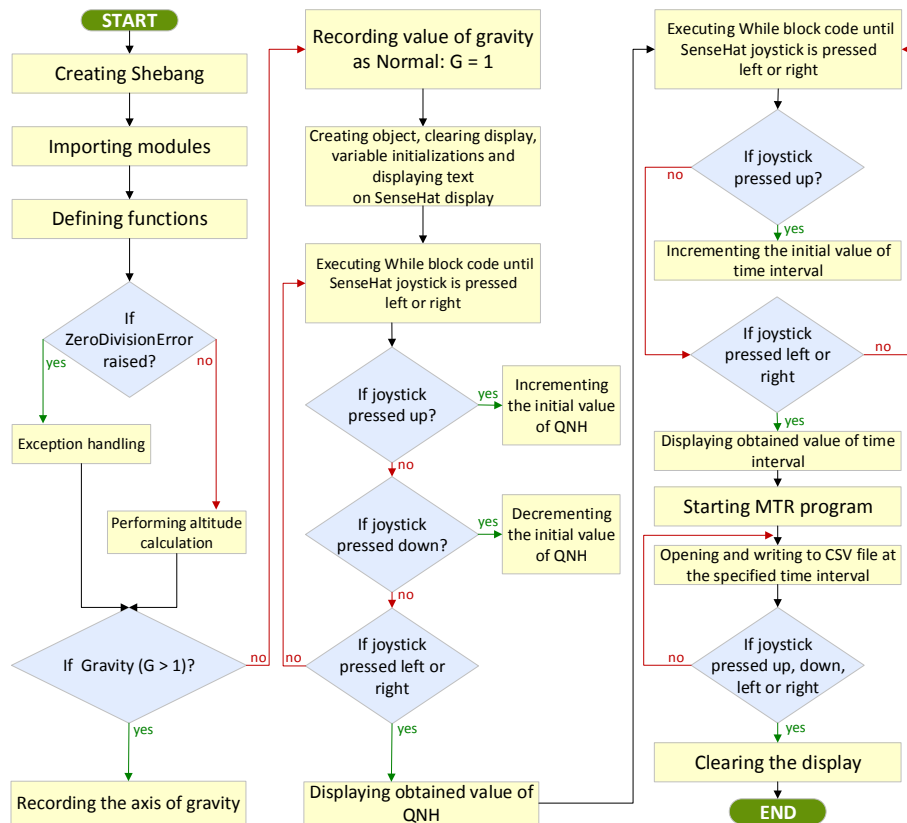 START
Creating Shebang
Importing modules
Defining functions
If
ZeroDivisionError
raised?
yes
no
Exception handling
Performing altitude
calculation
If Gravity (G > 1)?
no
yes
Recording the axis of gravity
Recording value of gravity
as Normal: G = 1
Creating object, clearing display,
variable initializations and
displaying text
on SenseHat display
Executing While block code until
SenseHat joystick is pressed
left or right
If joystick
pressed up?
yes
Incrementing
the initial value
of QNH
no
If joystick
pressed down?
yes
Decrementing
the initial value
of QNH
no
If joystick
pressed left or
right
no
yes
Displaying obtained value of
QNH
Executing While block code until
SenseHat joystick is pressed
left or right
If joystick
pressed up?
no
yes
Incrementing the initial value of
time interval
If joystick
pressed left or
right
no
yes
Displaying obtained value of time
interval
Starting MTR program
Opening and writing to CSV file at
the specified time interval
If joystick
pressed up, down,
left or right
no
yes
Clearing the display
END